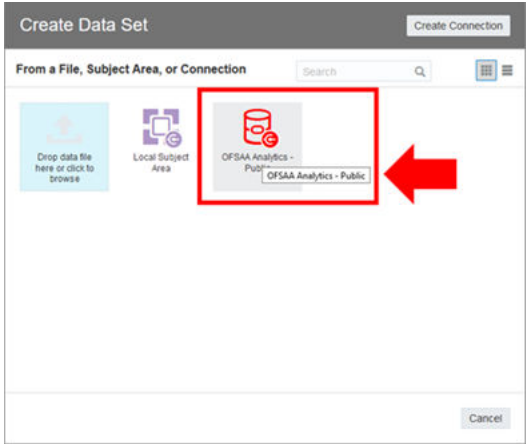 Create Data Set
Create Connection
From a File, Subject Area, or Connection
Search
Drop data file
here or click to
browse
Local Subject
Area
OFSAA Analytics -
Public
OFSAA Analytics - Public
Cancel